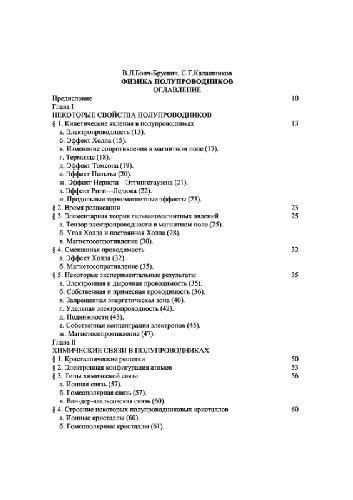 В.Л.Бонч-Бруевич, С.Г.Калашников
ФИЗИКА ПОЛУПРОВОДНИКОВ
ОГЛАВЛЕНИЕ
Предисловие 10
Глава I
НЕКОТОРЫЕ СВОЙСТВА ПОЛУПРОВОДНИКОВ
§ 1. Кинетические явления в полупроводниках 13
а. Электропроводность (13).
б. Эффект Холла (15).
в. Изменение сопротивления в магнитном поле (17).
г. Термоэдс (18).
д. Эффект Томсона (19).
е. Эффект Пельтье (20).
ж. Эффект Нернста – Эттингсгаузена (21).
з. Эффект Риги—Ледюка (22).
и. Продольные термомагнитные эффекты (23).
§ 2. Время релаксации 23
§ 3. Элементарная теория гальваномагнитных явлений 25
а. Тензор электропроводности в магнитном поле (25).
б. Угол Холла и постоянная Холла (28).
в. Магнетосопротивление (30).
§ 4. Смешанная проводимость 32
а. Эффект Холла (32).
б. Магнетосопротивление (35).
§ 5. Некоторые экспериментальные результаты 35
а. Электронная и дырочная проводимость (35).
б. Собственная и примесная проводимость (36).
в. Запрещенная энергетическая зона (40).
г. Удельная электропроводность (42).
д. Подвижности (43).
е. Собственная концентрация электронов (45).
ж. Магнетосопротивление (47).
Глава II
ХИМИЧЕСКИЕ СВЯЗИ В ПОЛУПРОВОДНИКАХ
§ 1. Кристаллические решетки 50
§ 2. Электронная конфигурация атомов 53
§ 3. Типы химической связи 56
а. Ионная связь (57).
б. Гомеополярная связь (57).
в. Ван-дер-ваальсовская связь (60).
§ 4. Строение некоторых полупроводниковых кристаллов 60
а. Ионные кристаллы (60).
б. Гомеополярные кристаллы (61).